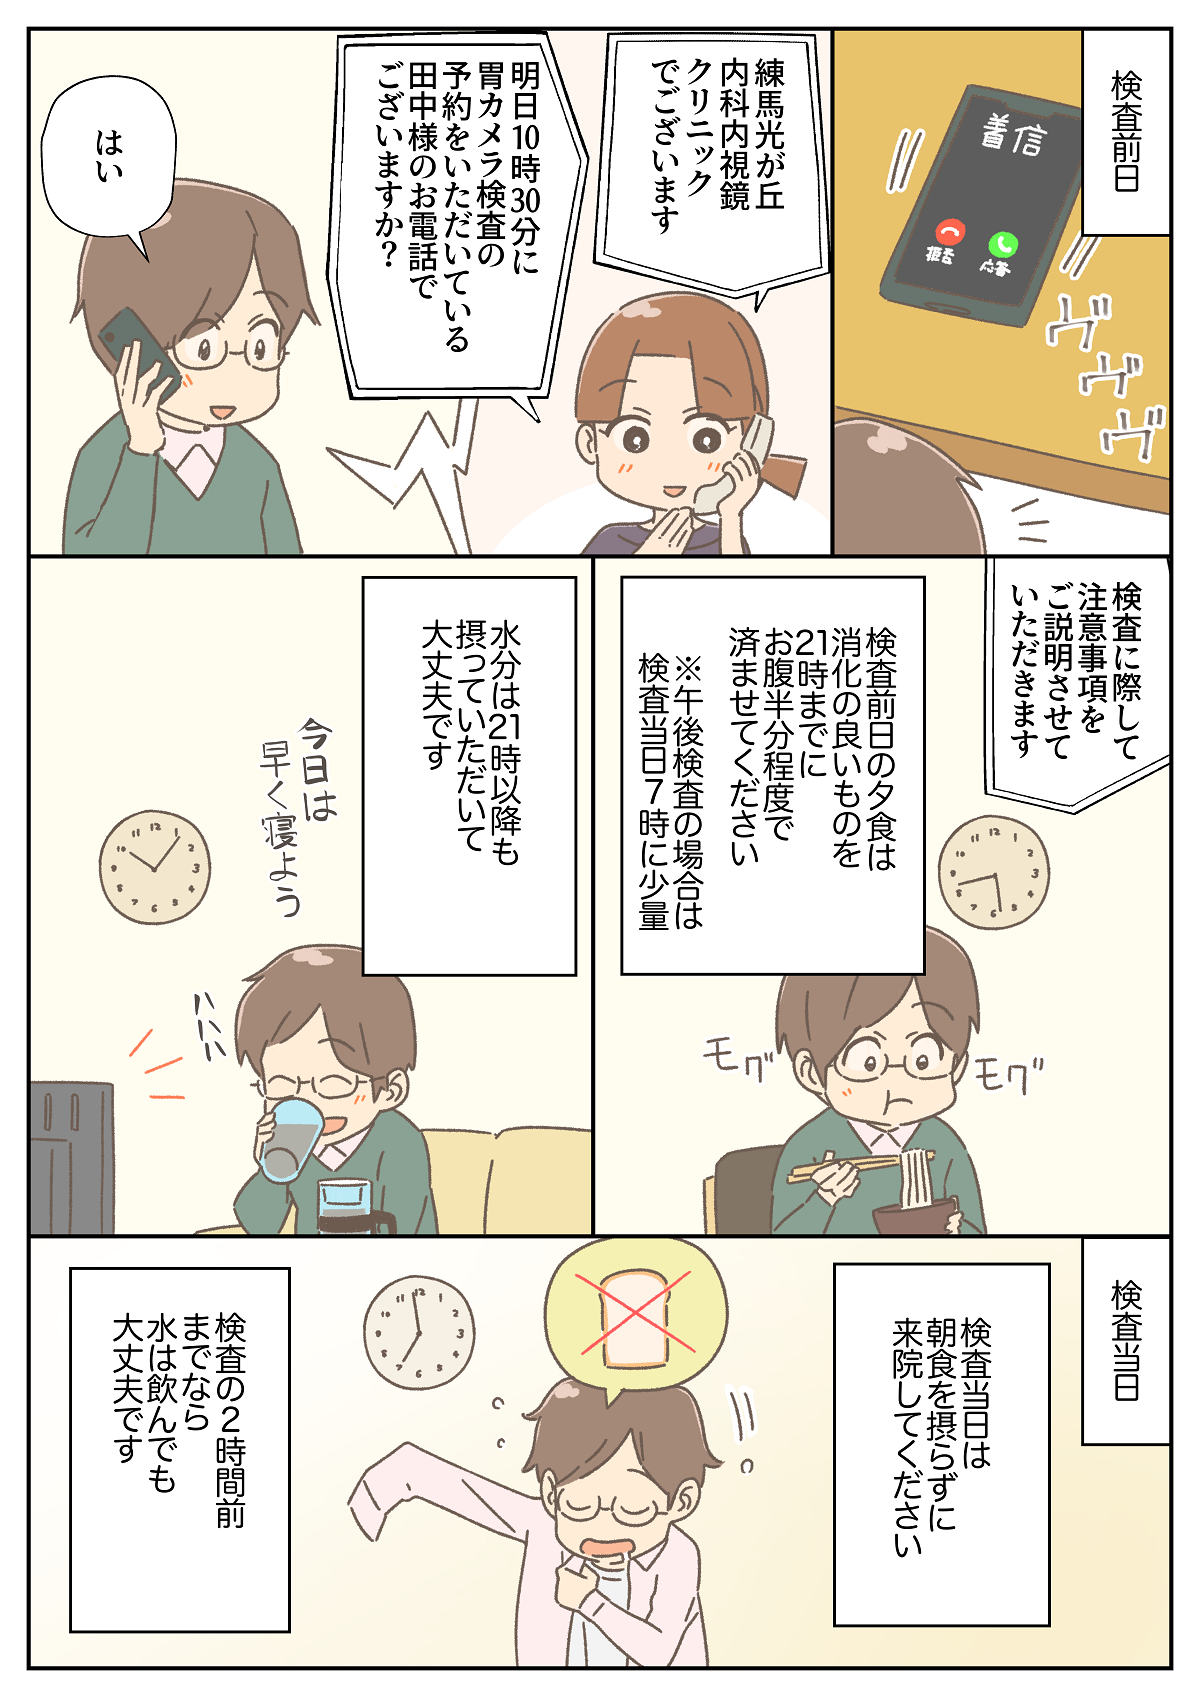 検査前日
着信
拒否
応答
ヴヴヴ
練馬光が丘
内科内視鏡
クリニック
でございます
明日10時30分に
胃カメラ検査の
予約をいただいている
田中様のお電話で
ございますか？
はい
検査に際して
注意事項を
ご説明させて
いただきます
検査前日の夕食は
消化の良いものを
21時までに
お腹半分程度で
済ませてください
※午後検査の場合は
検査当日7時に少量
モグ
モグ
水分は21時以降も
摂っていただいて
大丈夫です
今日は
早く寝よう
ハハハ
検査当日
検査当日は
朝食を摂らずに
来院してください
検査の2時間前
までなら
水は飲んでも
大丈夫です